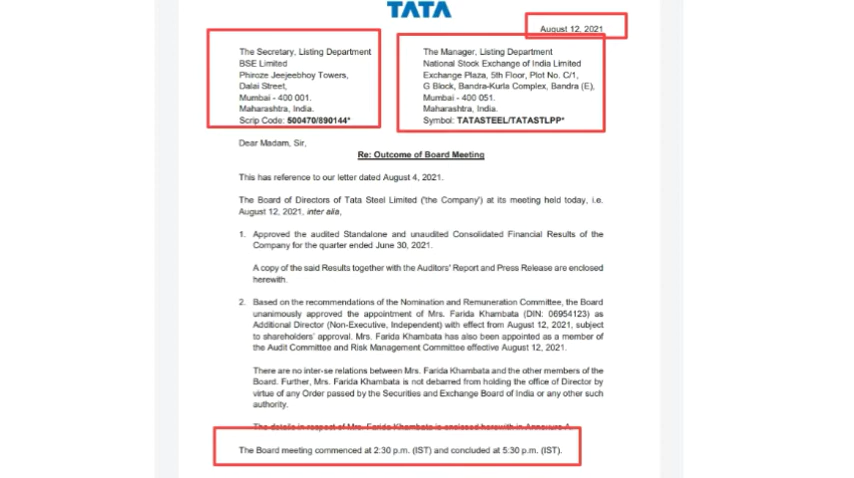 TATA
August 12, 2021
The Secretary, Listing Department
BSE Limited
Phiroze Jeejeebhoy Towers,
Dalal Street,
Mumbai - 400 001.
Maharashtra, India.
Scrip Code: 500470/890144*
The Manager, Listing Department
National Stock Exchange of India Limited
Exchange Plaza, 5th Floor, Plot No. C/1,
G Block, Bandra-Kurla Complex, Bandra (E),
Mumbai - 400 051.
Maharashtra, India.
Symbol: TATASTEEL/TATASTLPP*
Dear Madam, Sir,
Re: Outcome of Board Meeting
This has reference to our letter dated August 4, 2021.
The Board of Directors of Tata Steel Limited ('the Company') at its meeting held today, i.e.
August 12, 2021, inter alia,
1. Approved the audited Standalone and unaudited Consolidated Financial Results of the
Company for the quarter ended June 30, 2021.
A copy of the said Results together with the Auditors' Report and Press Release are enclosed
herewith.
2. Based on the recommendations of the Nomination and Remuneration Committee, the Board
unanimously approved the appointment of Mrs. Farida Khambata (DIN: 06954123) as
Additional Director (Non-Executive, Independent) with effect from August 12, 2021, subject
to shareholders' approval. Mrs. Farida Khambata has also been appointed as a member of
the Audit Committee and Risk Management Committee effective August 12, 2021.
There are no inter-se relations between Mrs. Farida Khambata and the other members of the
Board. Further, Mrs. Farida Khambata is not debarred from holding the office of Director by
virtue of any Order passed by the Securities and Exchange Board of India or any other such
authority.
The details in respect of Mrs. Farida Khambata is enclosed herewith in Annexure A.
The Board meeting commenced at 2:30 p.m. (IST) and concluded at 5:30 p.m. (IST).